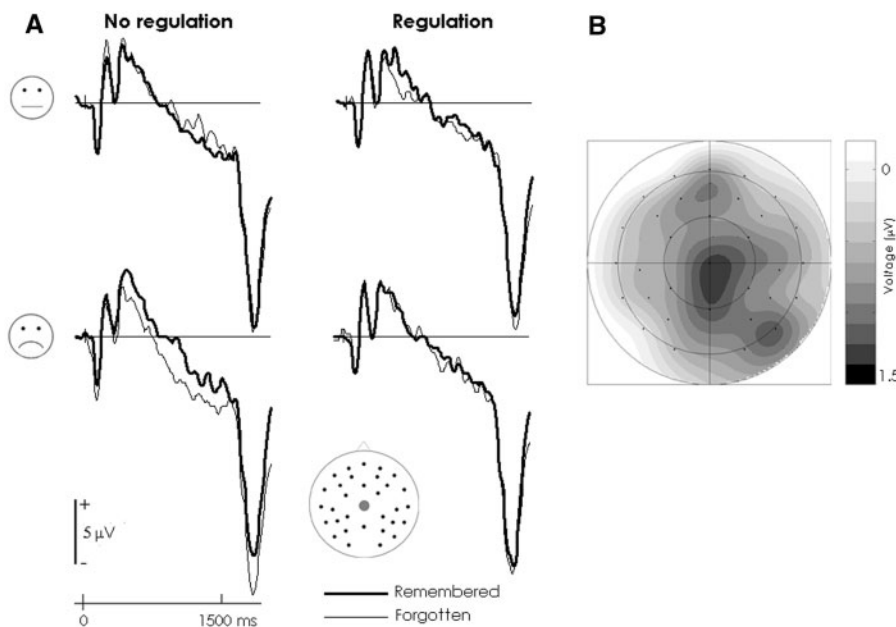 A
No regulation
Regulation
B
0
Voltage (μV)
1.5
+
5 μV
-
0
1500 ms
Remembered
Forgotten